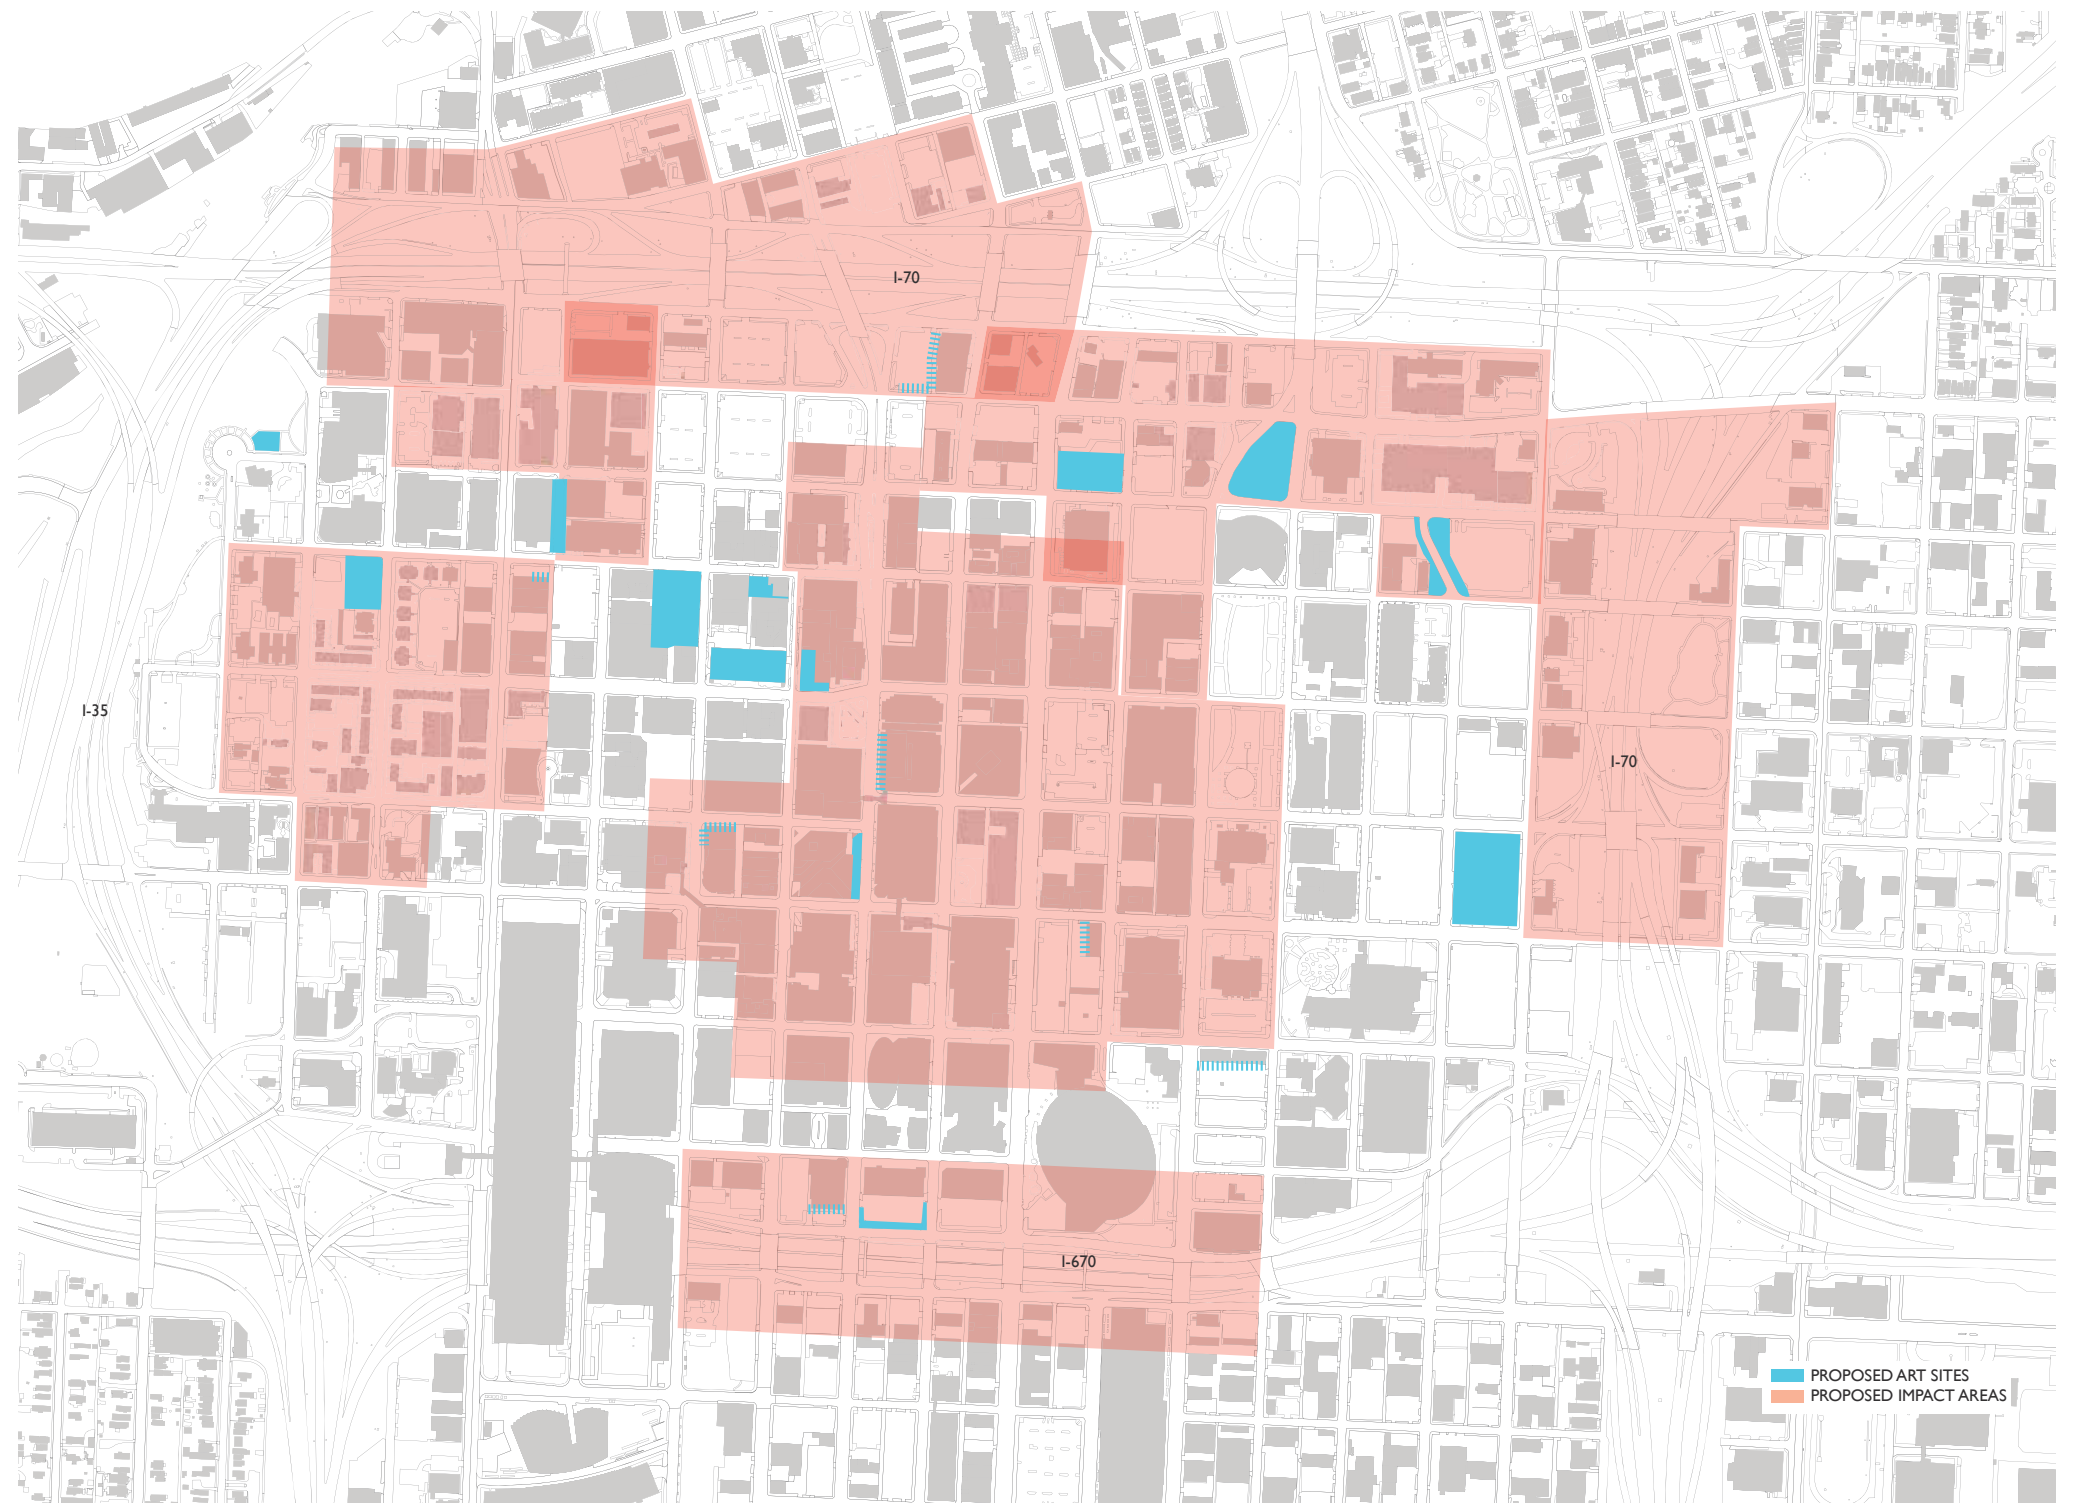 I-70
I-35
I-70
I-670
PROPOSED ART SITES
PROPOSED IMPACT AREAS